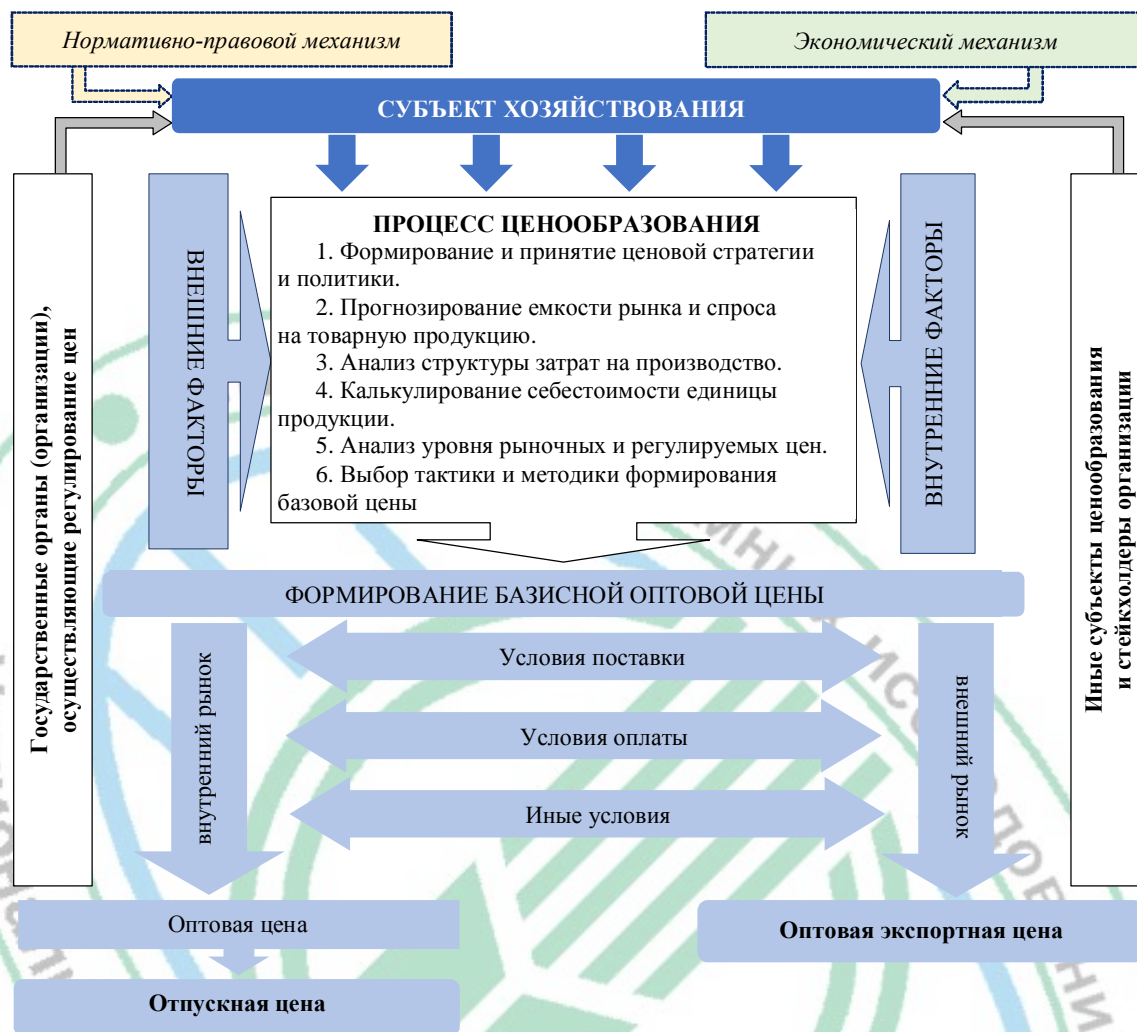 Нормативно-правовой механизм
Экономический механизм
СУБЪЕКТ ХОЗЯЙСТВОВАНИЯ
Государственные органы (организации),
осуществляющие регулирование цен
ВНЕШНИЕ ФАКТОРЫ
ПРОЦЕСС ЦЕНООБРАЗОВАНИЯ
1. Формирование и принятие ценовой стратегии
и политики.
2. Прогнозирование емкости рынка и спроса
на товарную продукцию.
3. Анализ структуры затрат на производство.
4. Калькулирование себестоимости единицы
продукции.
5. Анализ уровня рыночных и регулируемых цен.
6. Выбор тактики и методики формирования
базовой цены
ВНУТРЕННИЕ ФАКТОРЫ
Иные субъекты ценообразования
и стейкхолдеры организации
ФОРМИРОВАНИЕ БАЗИСНОЙ ОПТОВОЙ ЦЕНЫ
внутренний рынок
Условия поставки
Условия оплаты
Иные условия
внешний рынок
Оптовая цена
Отпускная цена
Оптовая экспортная цена